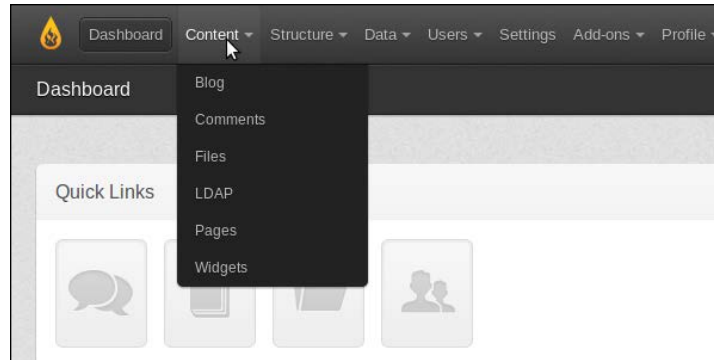 Dashboard Content Structure Data Users Settings Add-ons Profile
Dashboard
Blog
Comments
Files
LDAP
Pages
Widgets
Quick Links